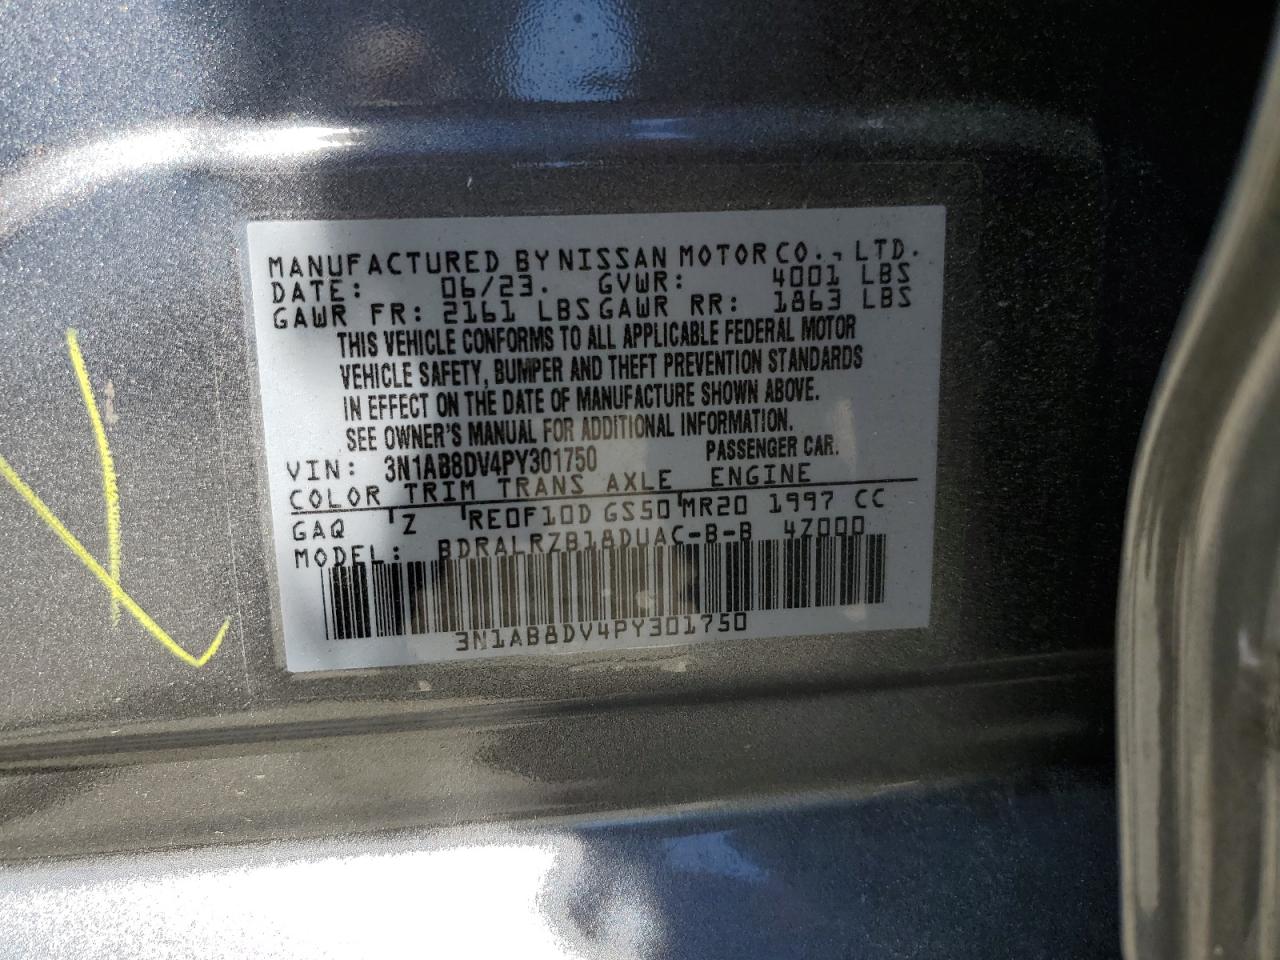 MANUFACTURED BY NISSAN MOTOR CO., LTD.
DATE: 06/23. GVWR: 4001 LBS
GAWR FR: 2161 LBS GAWR RR: 1863 LBS
THIS VEHICLE CONFORMS TO ALL APPLICABLE FEDERAL MOTOR
VEHICLE SAFETY, BUMPER AND THEFT PREVENTION STANDARDS
IN EFFECT ON THE DATE OF MANUFACTURE SHOWN ABOVE.
SEE OWNER'S MANUAL FOR ADDITIONAL INFORMATION.
VIN: 3N1AB8DV4PY301750 PASSENGER CAR.
COLOR TRIM TRANS AXLE ENGINE
GAQ Z RE0F10D GS50 MR20 1997 CC
MODEL: BDRALRZB18DUAC-B-B 4Z000
3N1AB8DV4PY301750